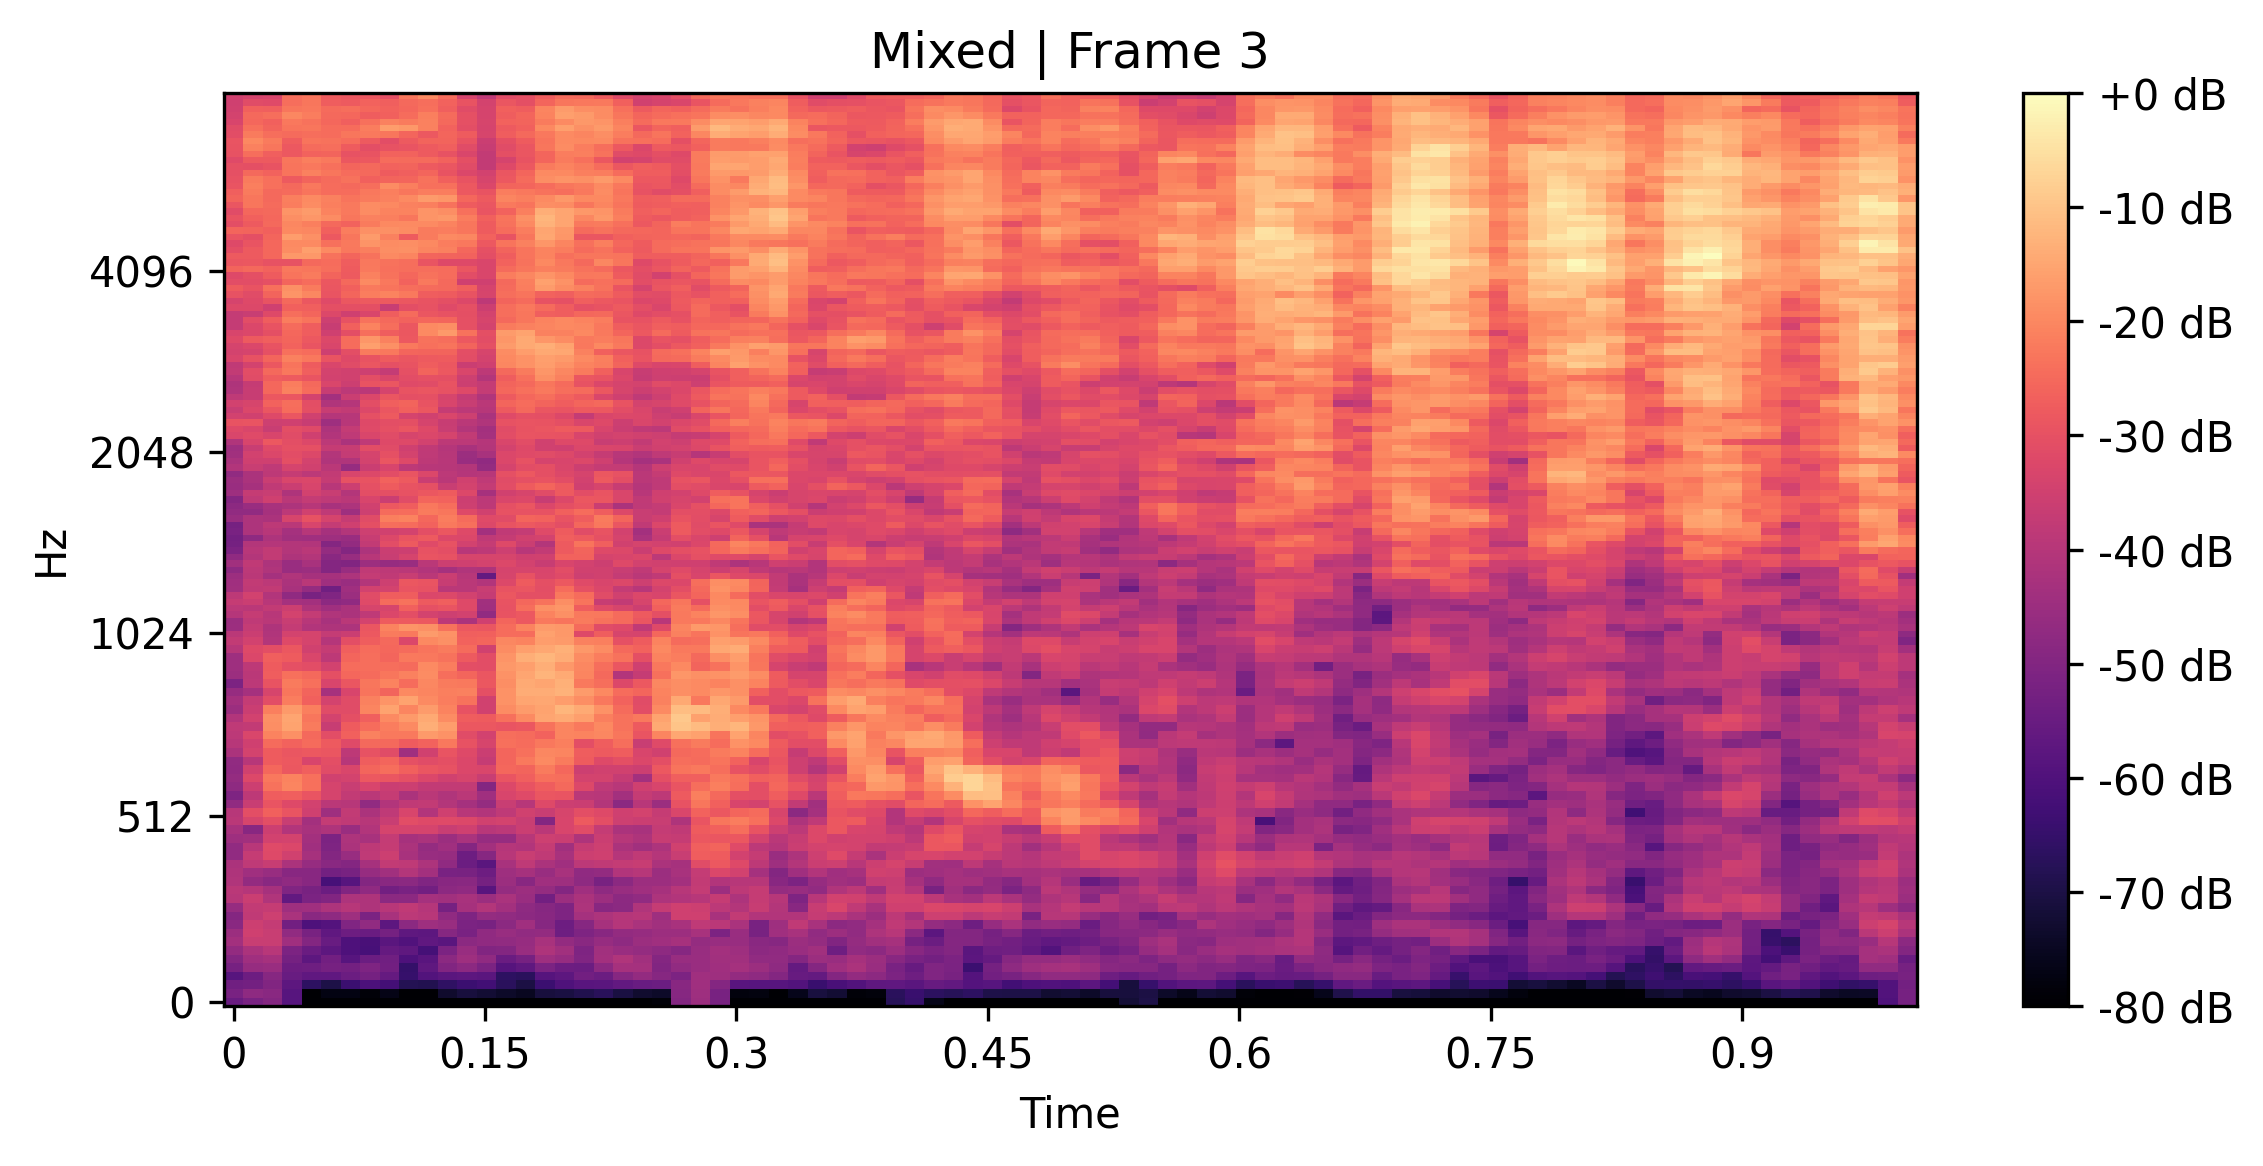 Mixed | Frame 3
Hz
4096
2048
1024
512
0
0 0.15 0.3 0.45 0.6 0.75 0.9
Time
+0 dB
-10 dB
-20 dB
-30 dB
-40 dB
-50 dB
-60 dB
-70 dB
-80 dB